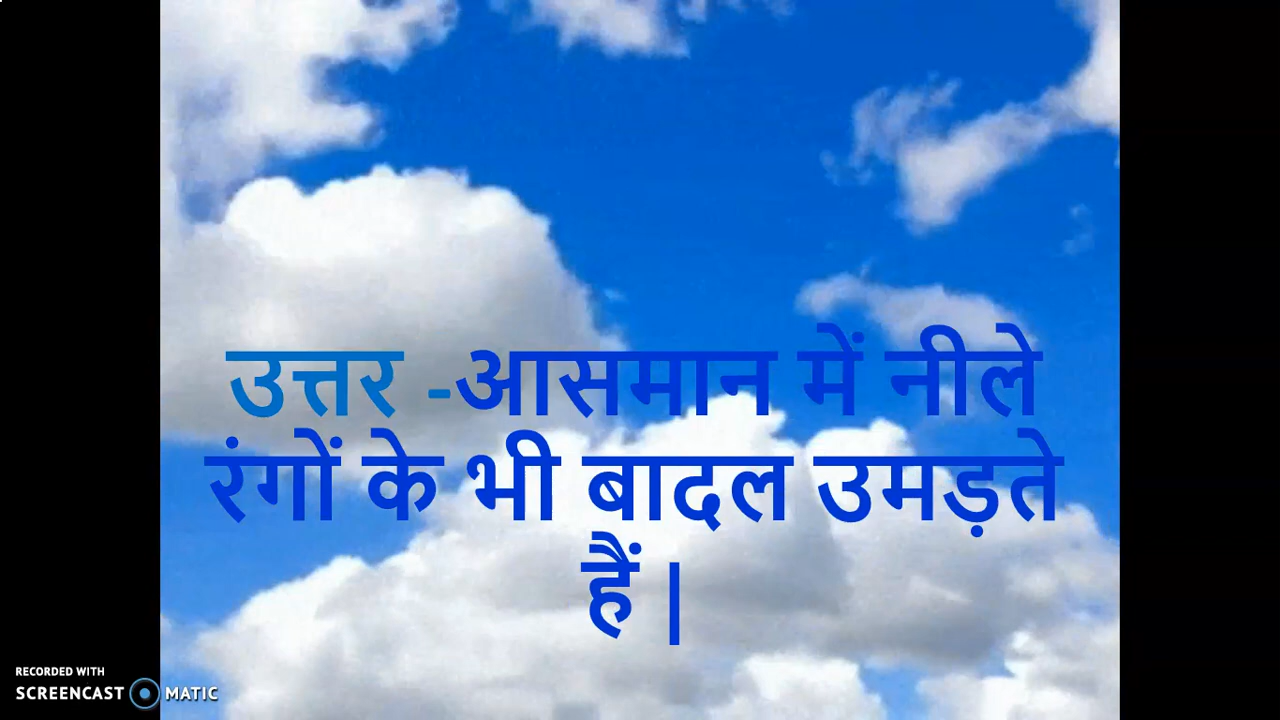 उत्तर -आसमान में नीले
रंगों के भी बादल उमड़ते
हैं |
RECORDED WITH
SCREENCAST MATIC